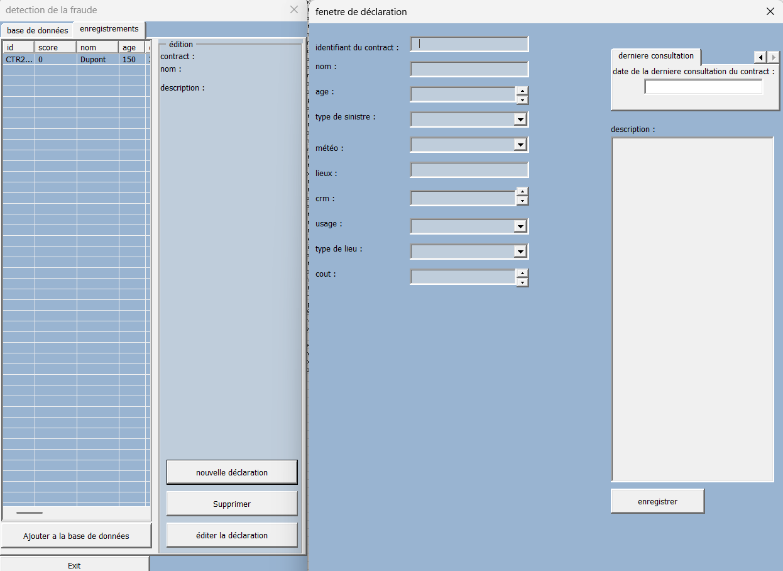 detection de la fraude
base de données
enregistrements
id
score
nom
age
CTR2...
0
Dupont
150
édition
contract :
nom :
description :
nouvelle déclaration
Supprimer
éditer la déclaration
Ajouter a la base de données
Exit
fenetre de déclaration
identifiant du contract :
nom :
age :
type de sinistre :
météo :
lieux :
crm :
usage :
type de lieu :
cout :
derniere consultation
date de la derniere consultation du contract :
description :
enregistrer